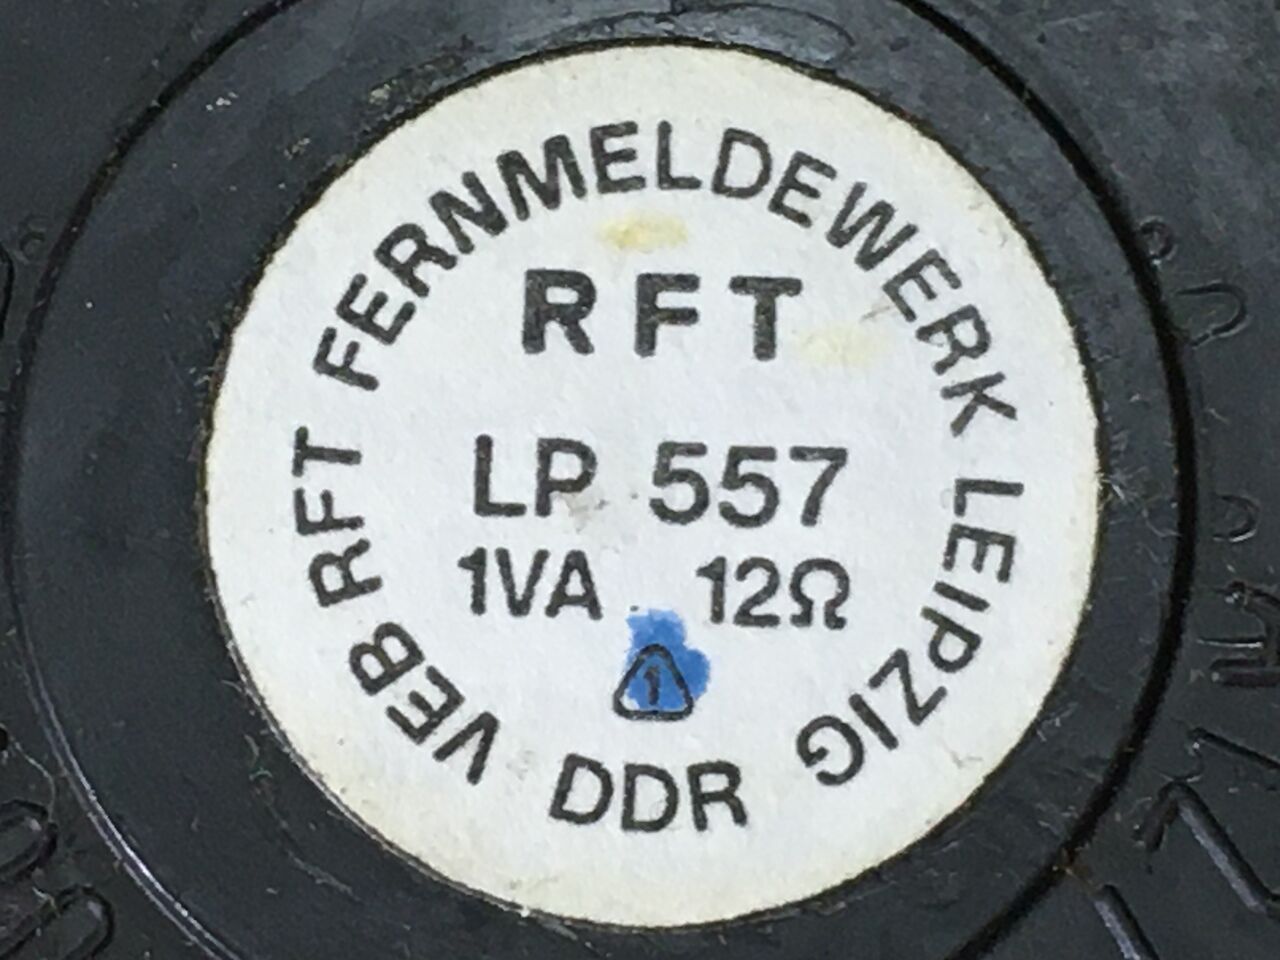 VEB RFT FERNMELDEWERK LEIPZIG
RFT
LP 557
1VA 12Ω
1
DDR